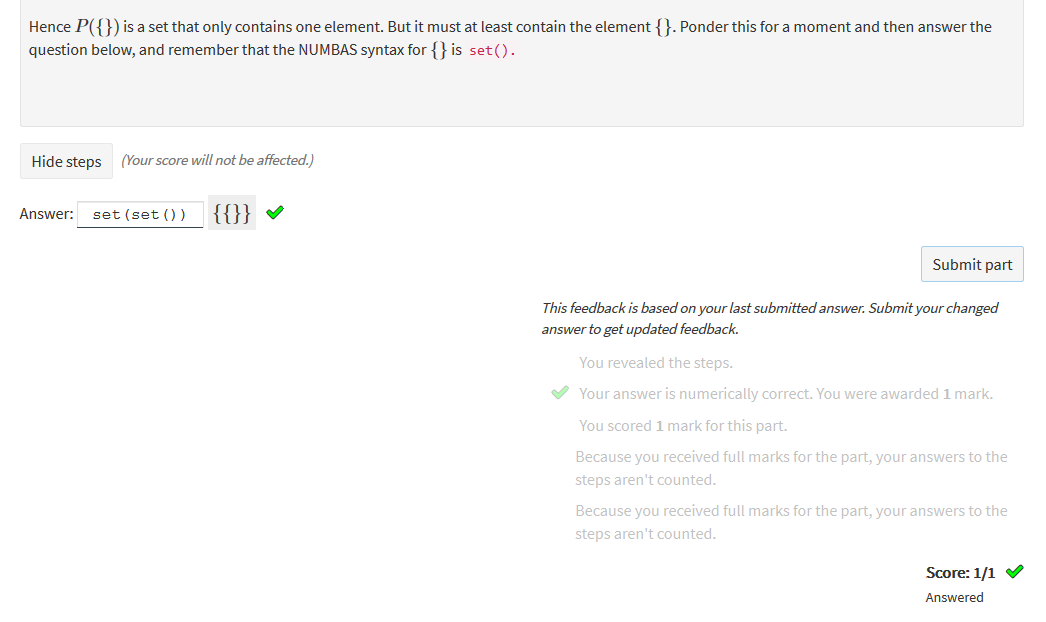 Hence P({}) is a set that only contains one element. But it must at least contain the element {}. Ponder this for a moment and then answer the
question below, and remember that the NUMBAS syntax for {} is set().
Hide steps (Your score will not be affected.)
Answer: set(set()) {{}}
Submit part
This feedback is based on your last submitted answer. Submit your changed
answer to get updated feedback.
You revealed the steps.
Your answer is numerically correct. You were awarded 1 mark.
You scored 1 mark for this part.
Because you received full marks for the part, your answers to the
steps aren't counted.
Because you received full marks for the part, your answers to the
steps aren't counted.
Score: 1/1
Answered